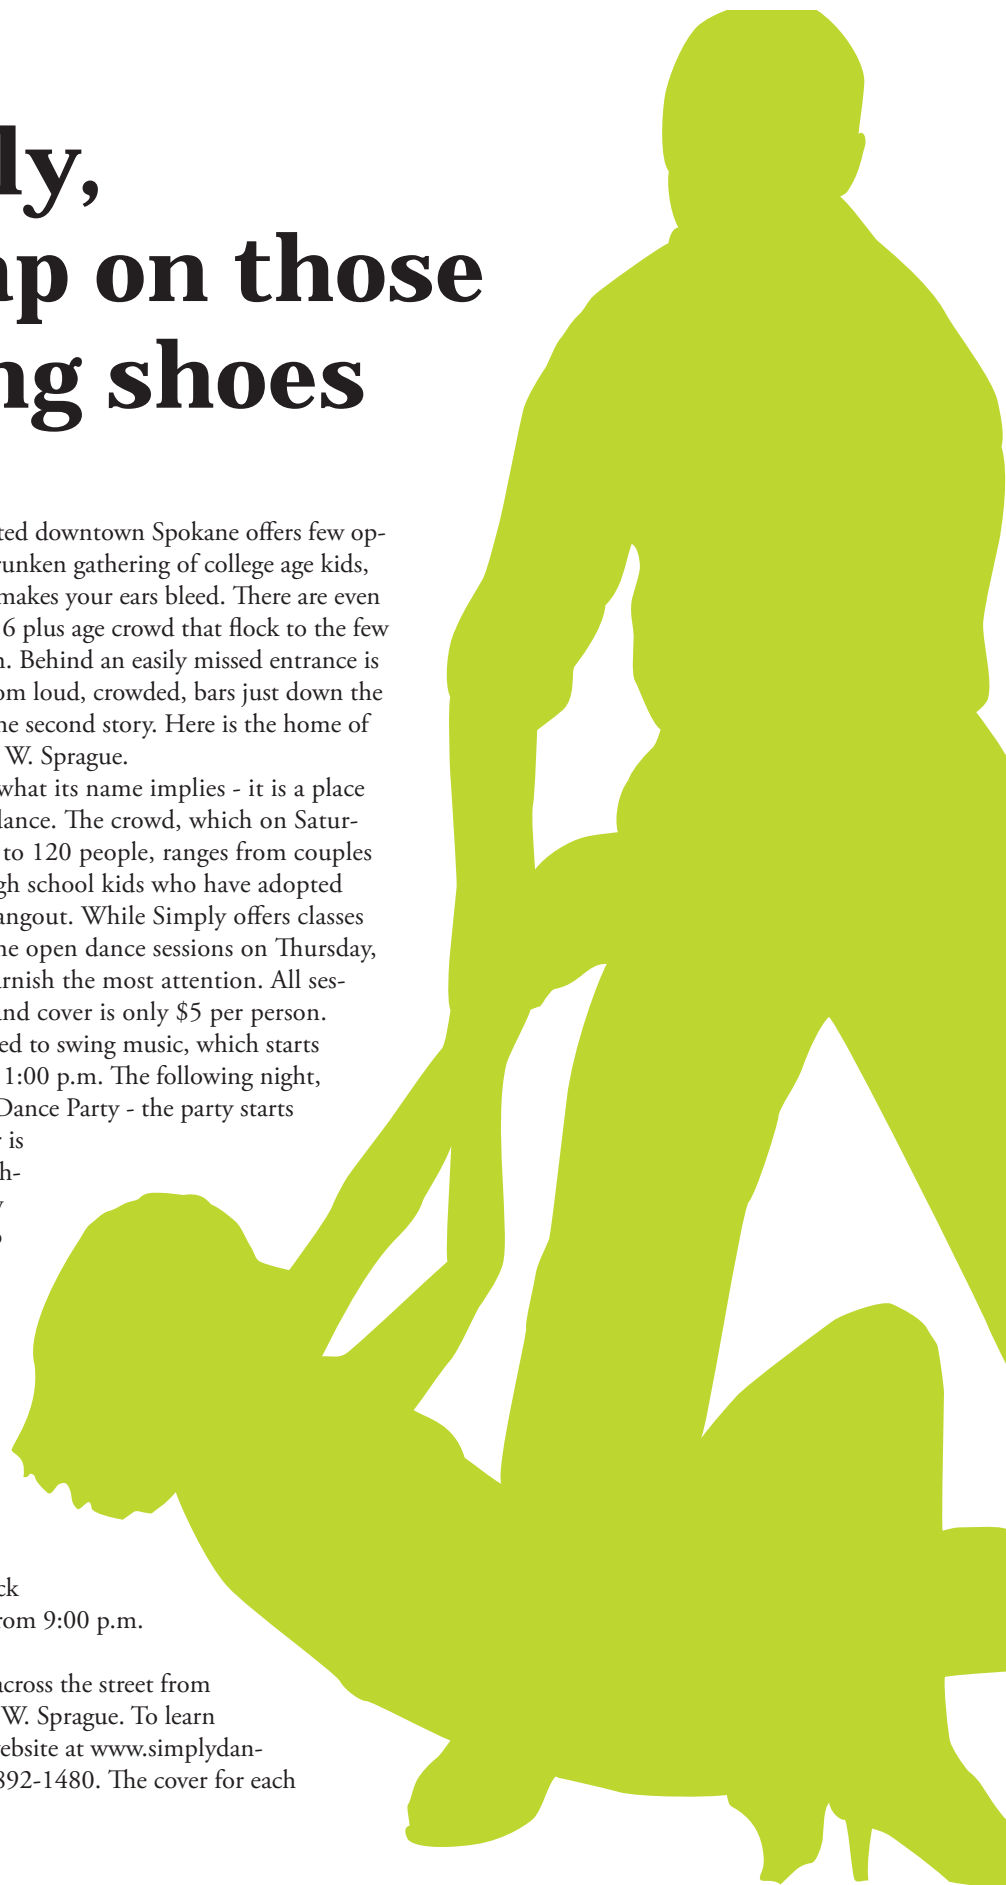 ly,
ap on those
ng shoes
ted downtown Spokane offers few op-
runken gathering of college age kids,
makes your ears bleed. There are even
6 plus age crowd that flock to the few
n. Behind an easily missed entrance is
om loud, crowded, bars just down the
he second story. Here is the home of
W. Sprague.
what its name implies - it is a place
dance. The crowd, which on Satur-
to 120 people, ranges from couples
gh school kids who have adopted
angout. While Simply offers classes
he open dance sessions on Thursday,
arnish the most attention. All ses-
and cover is only $5 per person.
ed to swing music, which starts
1:00 p.m. The following night,
Dance Party - the party starts
r is
h-
y
o
ck
rom 9:00 p.m.
across the street from
W. Sprague. To learn
ebsite at www.simplydan-
892-1480. The cover for each